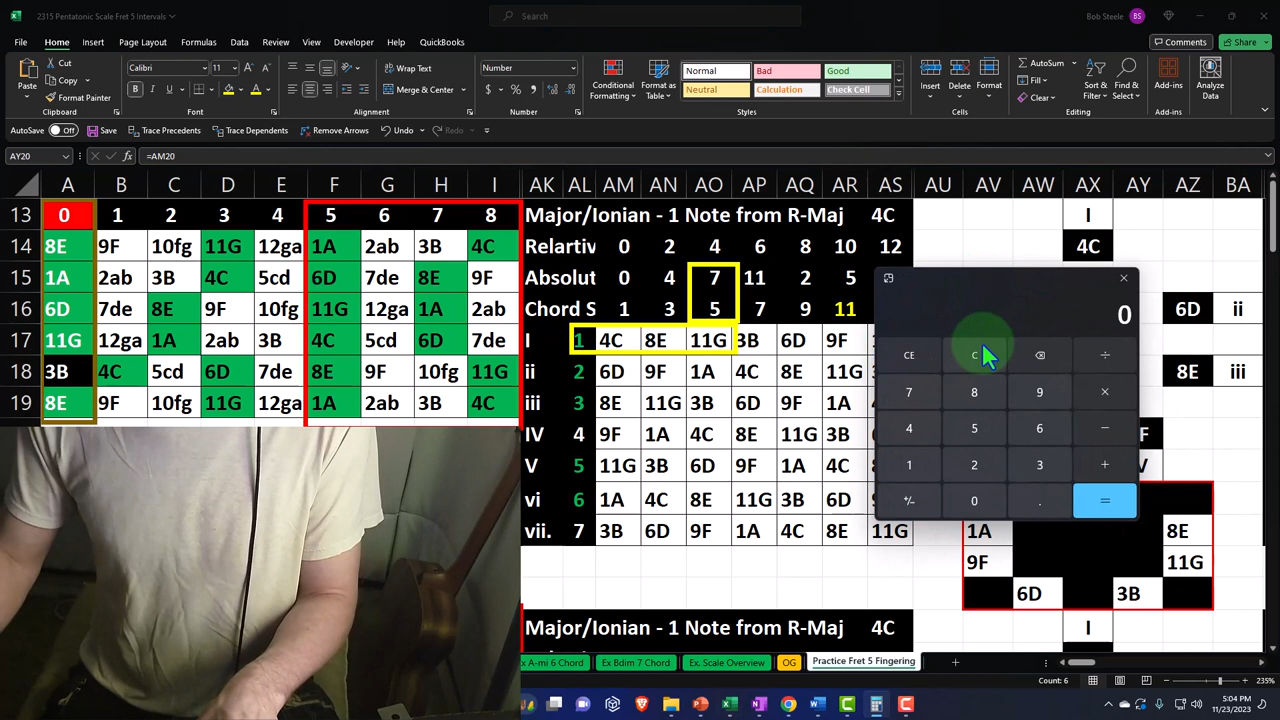 2315 Pentatonic Scale Fret 5 Intervals
Search
Bob Steele BS
File Home Insert Page Layout Formulas Data Review View Developer Help QuickBooks Comments Share
Cut
Copy
Format Painter
Paste
Clipboard
Calibri 11
B I U
Font
Wrap Text
Merge & Center
Alignment
Number
$ % ,
Number
Conditional Formatting
Format as Table
Normal Bad Good
Neutral Calculation Check Cell
Styles
Insert Delete Format
Cells
AutoSum
Fill
Clear
Sort & Filter
Find & Select
Editing
Add-ins
Add-ins
Analyze Data
AutoSave Off Save Trace Precedents Trace Dependents Remove Arrows Undo Redo
AY20 fx =AM20
A B C D E F G H I AK AL AM AN AO AP AQ AR AS AU AV AW AX AY AZ BA
13 0 1 2 3 4 5 6 7 8 Major/Ionian - 1 Note from R-Maj 4C I
14 8E 9F 10fg 11G 12ga 1A 2ab 3B 4C Relartiv 0 2 4 6 8 10 12 4C
15 1A 2ab 3B 4C 5cd 6D 7de 8E 9F Absolut 0 4 7 11 2 5
16 6D 7de 8E 9F 10fg 11G 12ga 1A 2ab Chord S 1 3 5 7 9 11 6D ii
17 11G 12ga 1A 2ab 3B 4C 5cd 6D 7de I 1 4C 8E 11G 3B 6D 9F
18 3B 4C 5cd 6D 7de 8E 9F 10fg 11G ii 2 6D 9F 1A 4C 8E 11G 8E iii
19 8E 9F 10fg 11G 12ga 1A 2ab 3B 4C iii 3 8E 11G 3B 6D 9F 1A
IV 4 9F 1A 4C 8E 11G 3B
V 5 11G 3B 6D 9F 1A 4C
vi 6 1A 4C 8E 11G 3B 6D
vii. 7 3B 6D 9F 1A 4C 8E 11G 1A 8E
9F 11G
6D 3B
Major/Ionian - 1 Note from R-Maj 4C I
0
CE C ÷
7 8 9 ×
4 5 6 −
1 2 3 +
+/- 0 . =
x A-mi 6 Chord Ex Bdim 7 Chord Ex. Scale Overview OG Practice Fret 5 Fingering
Count: 6 235%
5:04 PM
11/23/2023